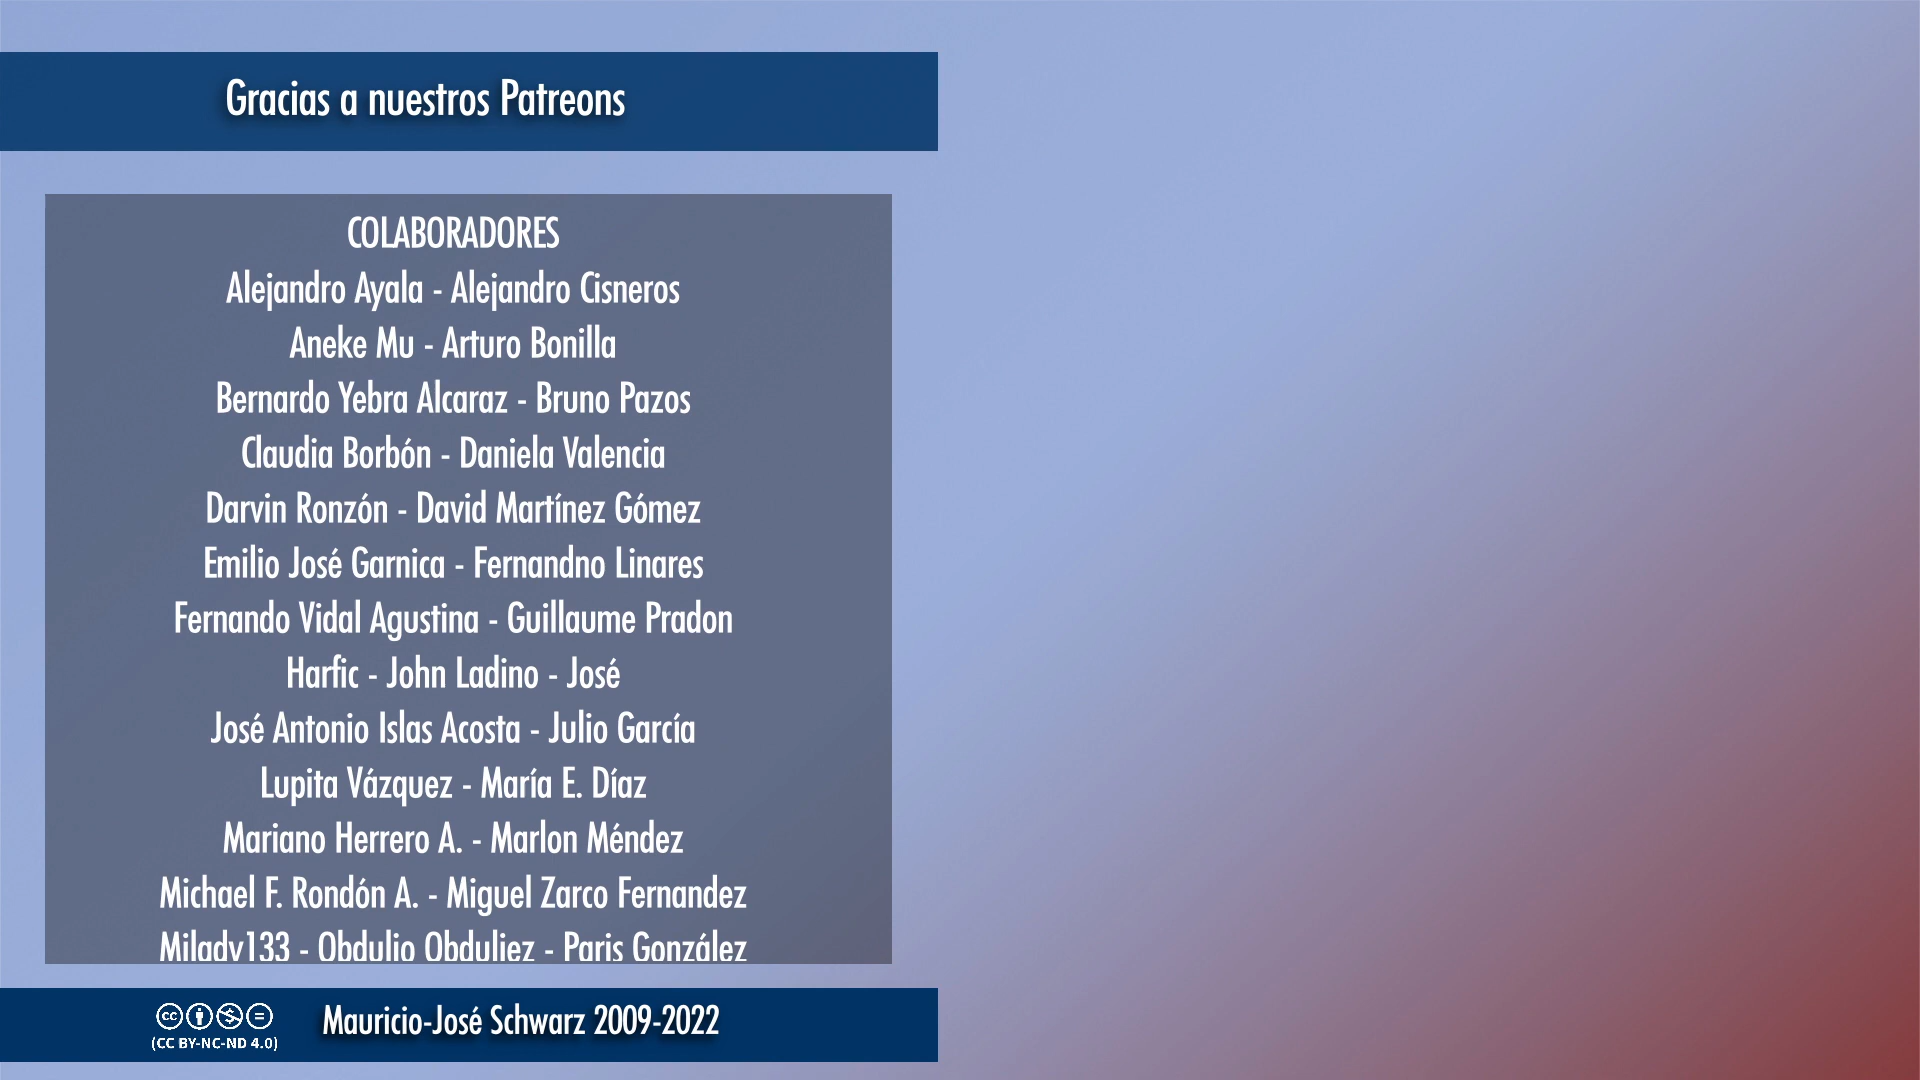 Gracias a nuestros Patreons
COLABORADORES
Alejandro Ayala - Alejandro Cisneros
Aneke Mu - Arturo Bonilla
Bernardo Yebra Alcaraz - Bruno Pazos
Claudia Borbón - Daniela Valencia
Darvin Ronzón - David Martínez Gómez
Emilio José Garnica - Fernandno Linares
Fernando Vidal Agustina - Guillaume Pradon
Harfic - John Ladino - José
José Antonio Islas Acosta - Julio García
Lupita Vázquez - María E. Díaz
Mariano Herrero A. - Marlon Méndez
Michael F. Rondón A. - Miguel Zarco Fernandez
Milady133 - Obdulio Obduliez - Paris González
(CC BY-NC-ND 4.0)
Mauricio-José Schwarz 2009-2022